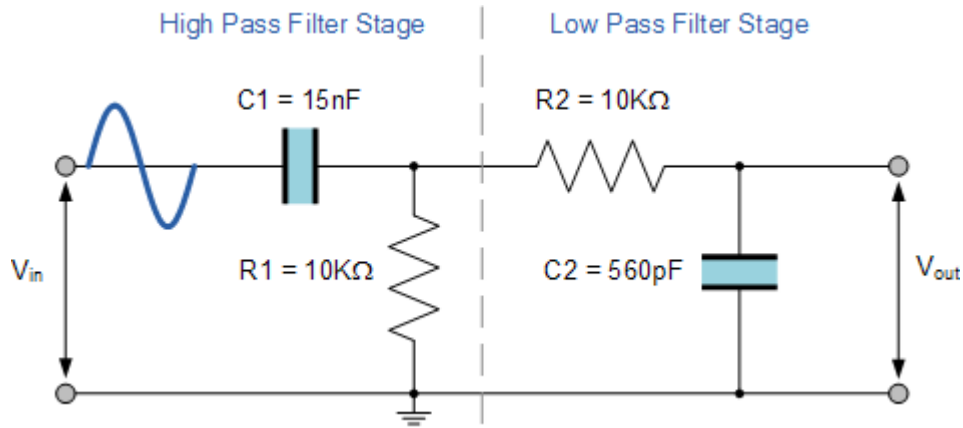 High Pass Filter Stage
Low Pass Filter Stage
C1 = 15nF
R2 = 10KΩ
Vin
R1 = 10KΩ
C2 = 560pF
Vout